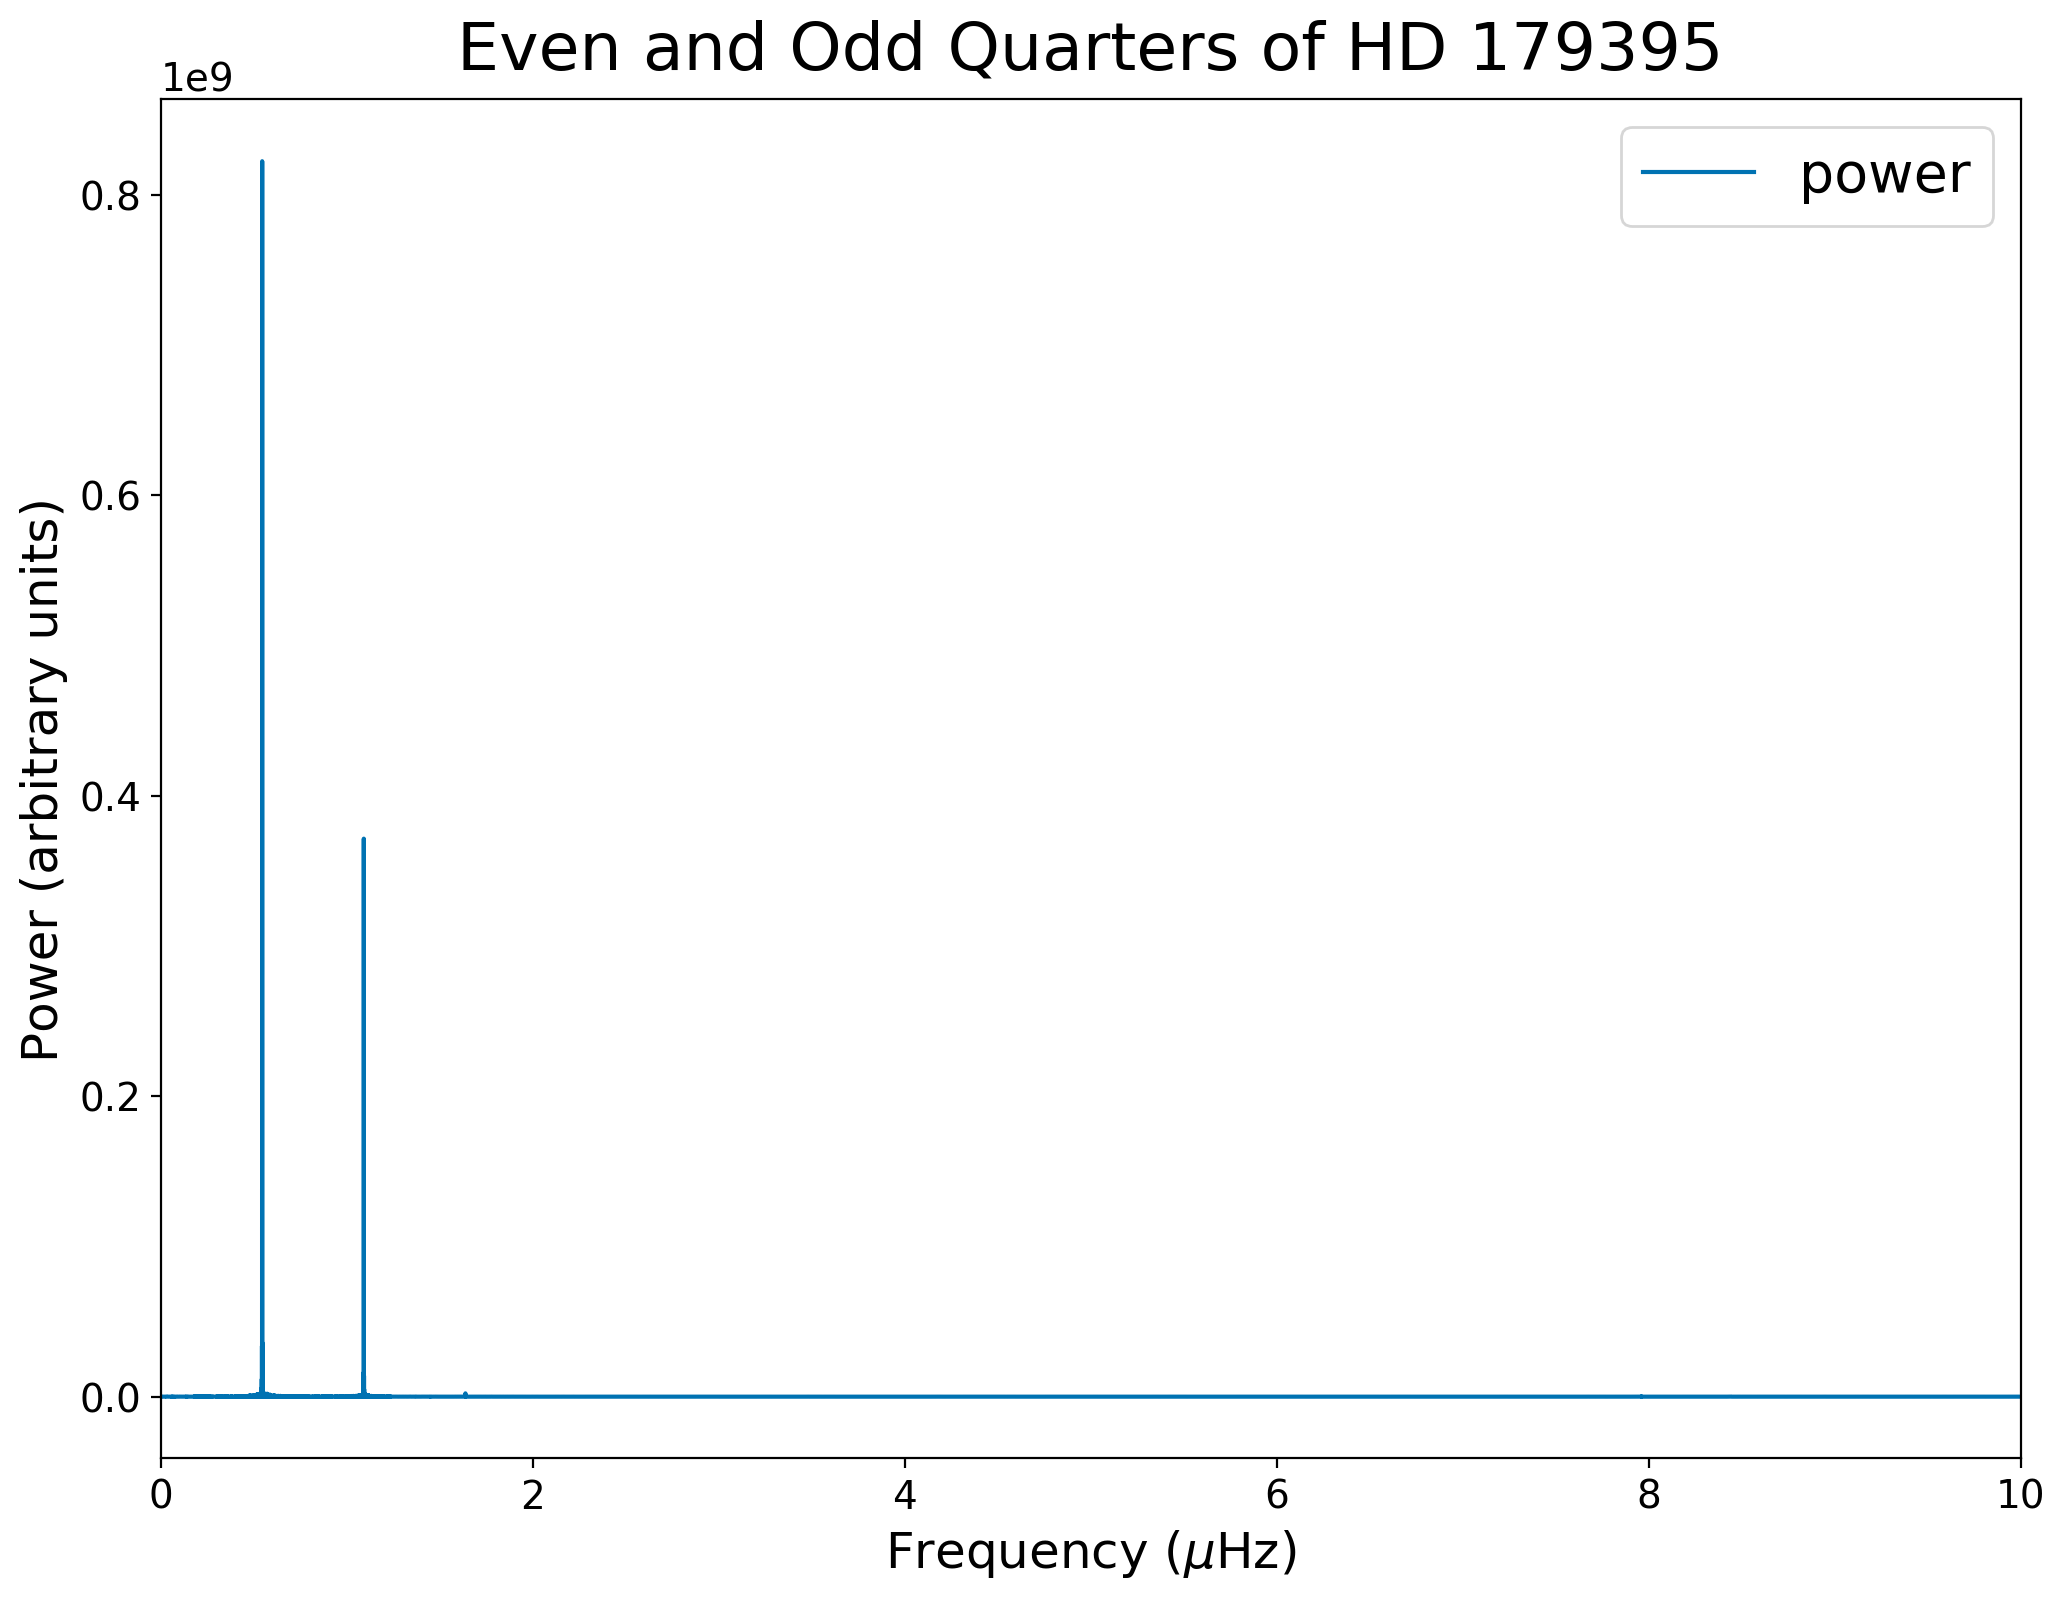 Even and Odd Quarters of HD 179395
1e9
power
0.8
0.6
0.4
0.2
0.0
Power (arbitrary units)
0 2 4 6 8 10
Frequency (μHz)